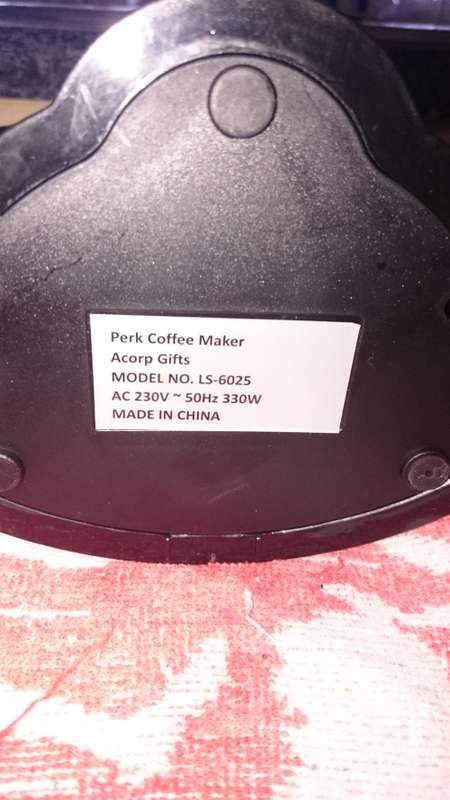 Perk Coffee Maker
Acorp Gifts
MODEL NO. LS-6025
AC 230V ~ 50Hz 330W
MADE IN CHINA